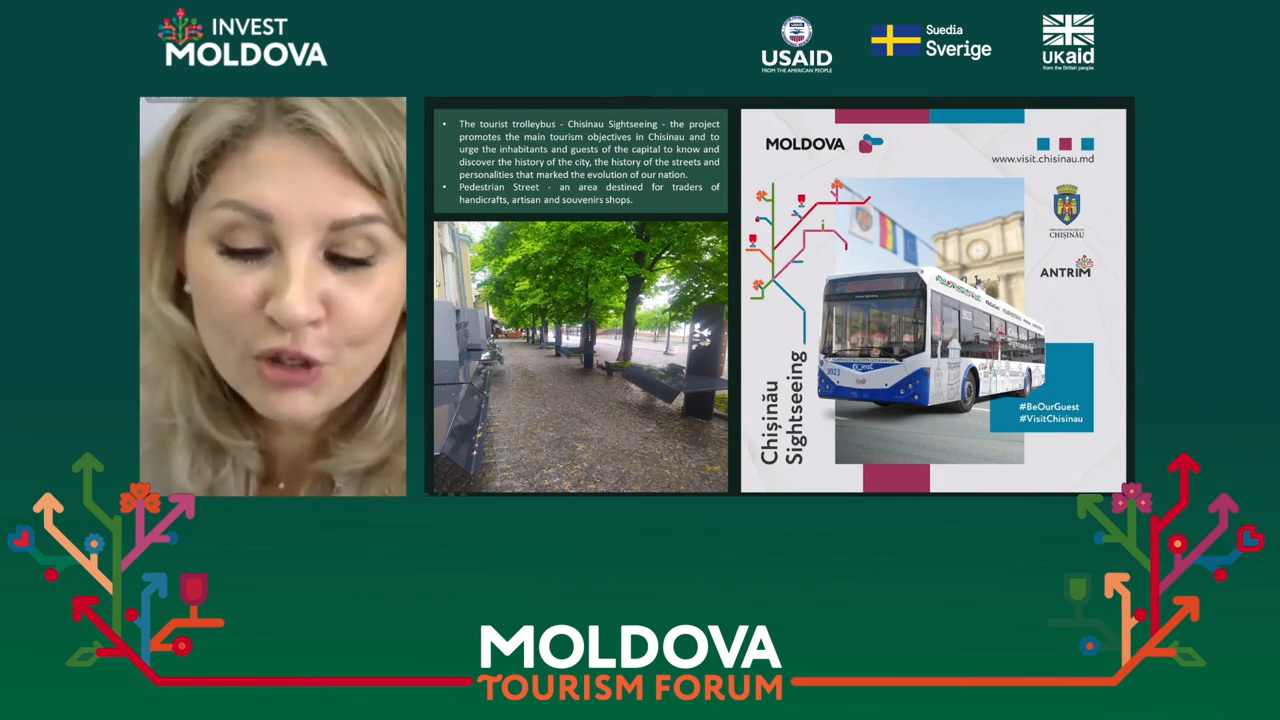 INVEST
MOLDOVA
USAID
FROM THE AMERICAN PEOPLE
Suedia
Sverige
UKaid
from the British people
• The tourist trolleybus - Chisinau Sightseeing - the project
promotes the main tourism objectives in Chisinau and to
urge the inhabitants and guests of the capital to know and
discover the history of the city, the history of the streets and
personalities that marked the evolution of our nation.
• Pedestrian Street - an area destined for traders of
handicrafts, artisan and souvenirs shops.
MOLDOVA
www.visit.chisinau.md
CHIȘINĂU
ANTRIM
3923
3923
Chișinău
Sightseeing
#BeOurGuest
#VisitChisinau
MOLDOVA
TOURISM FORUM